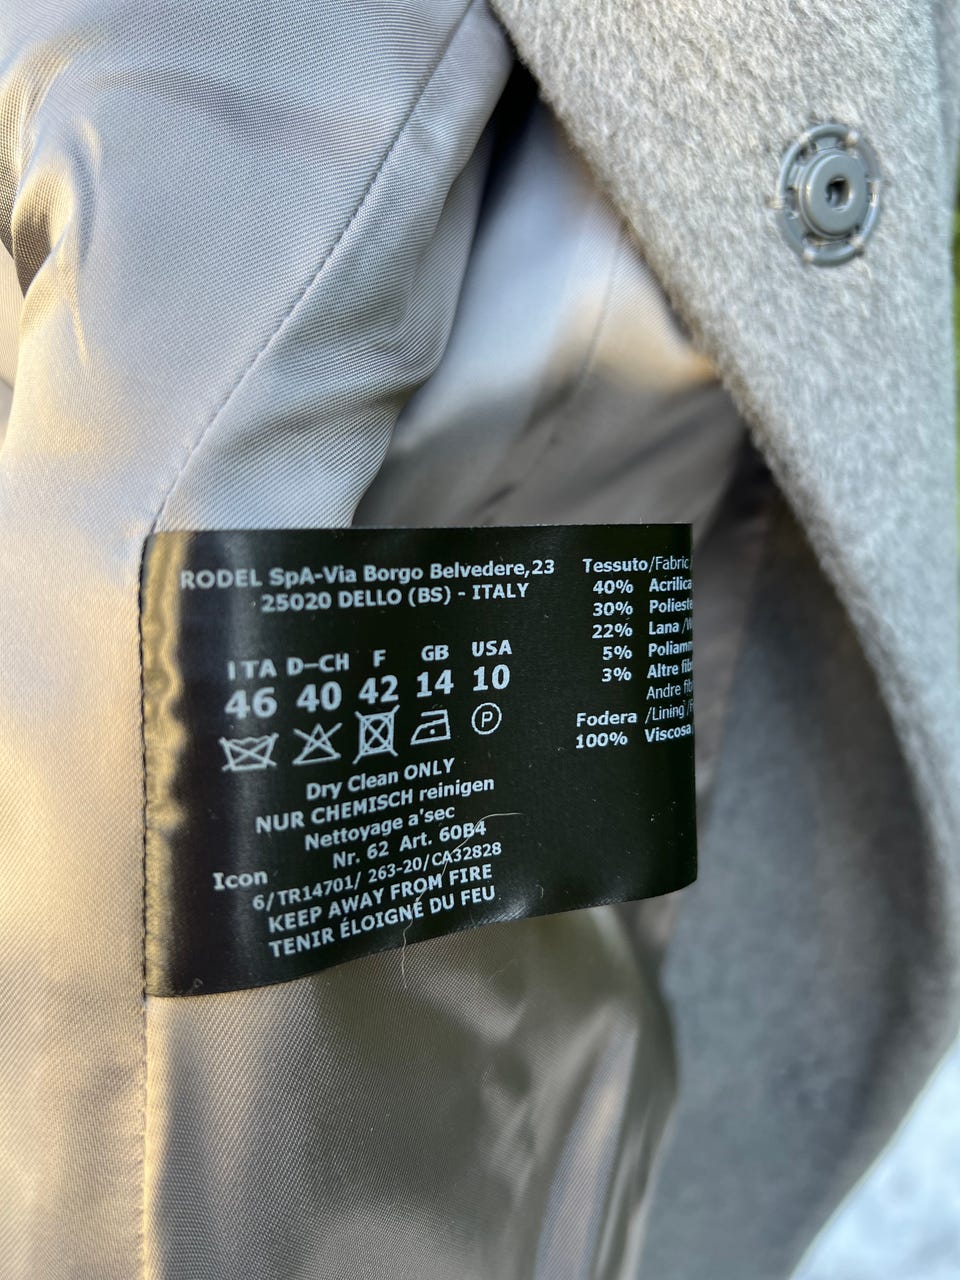 RODEL SpA-Via Borgo Belvedere,23
25020 DELLO (BS) - ITALY
ITA D-CH F GB USA
46 40 42 14 10
P
Dry Clean ONLY
NUR CHEMISCH reinigen
Nettoyage a'sec
Nr. 62 Art. 60B4
Icon
6/TR14701/ 263-20/CA32828
KEEP AWAY FROM FIRE
TENIR ÉLOIGNÉ DU FEU
Tessuto/Fabric/
40% Acrilica
30% Polieste
22% Lana /W
5% Poliamm
3% Altre fib
Andre fib
Fodera /Lining/F
100% Viscosa